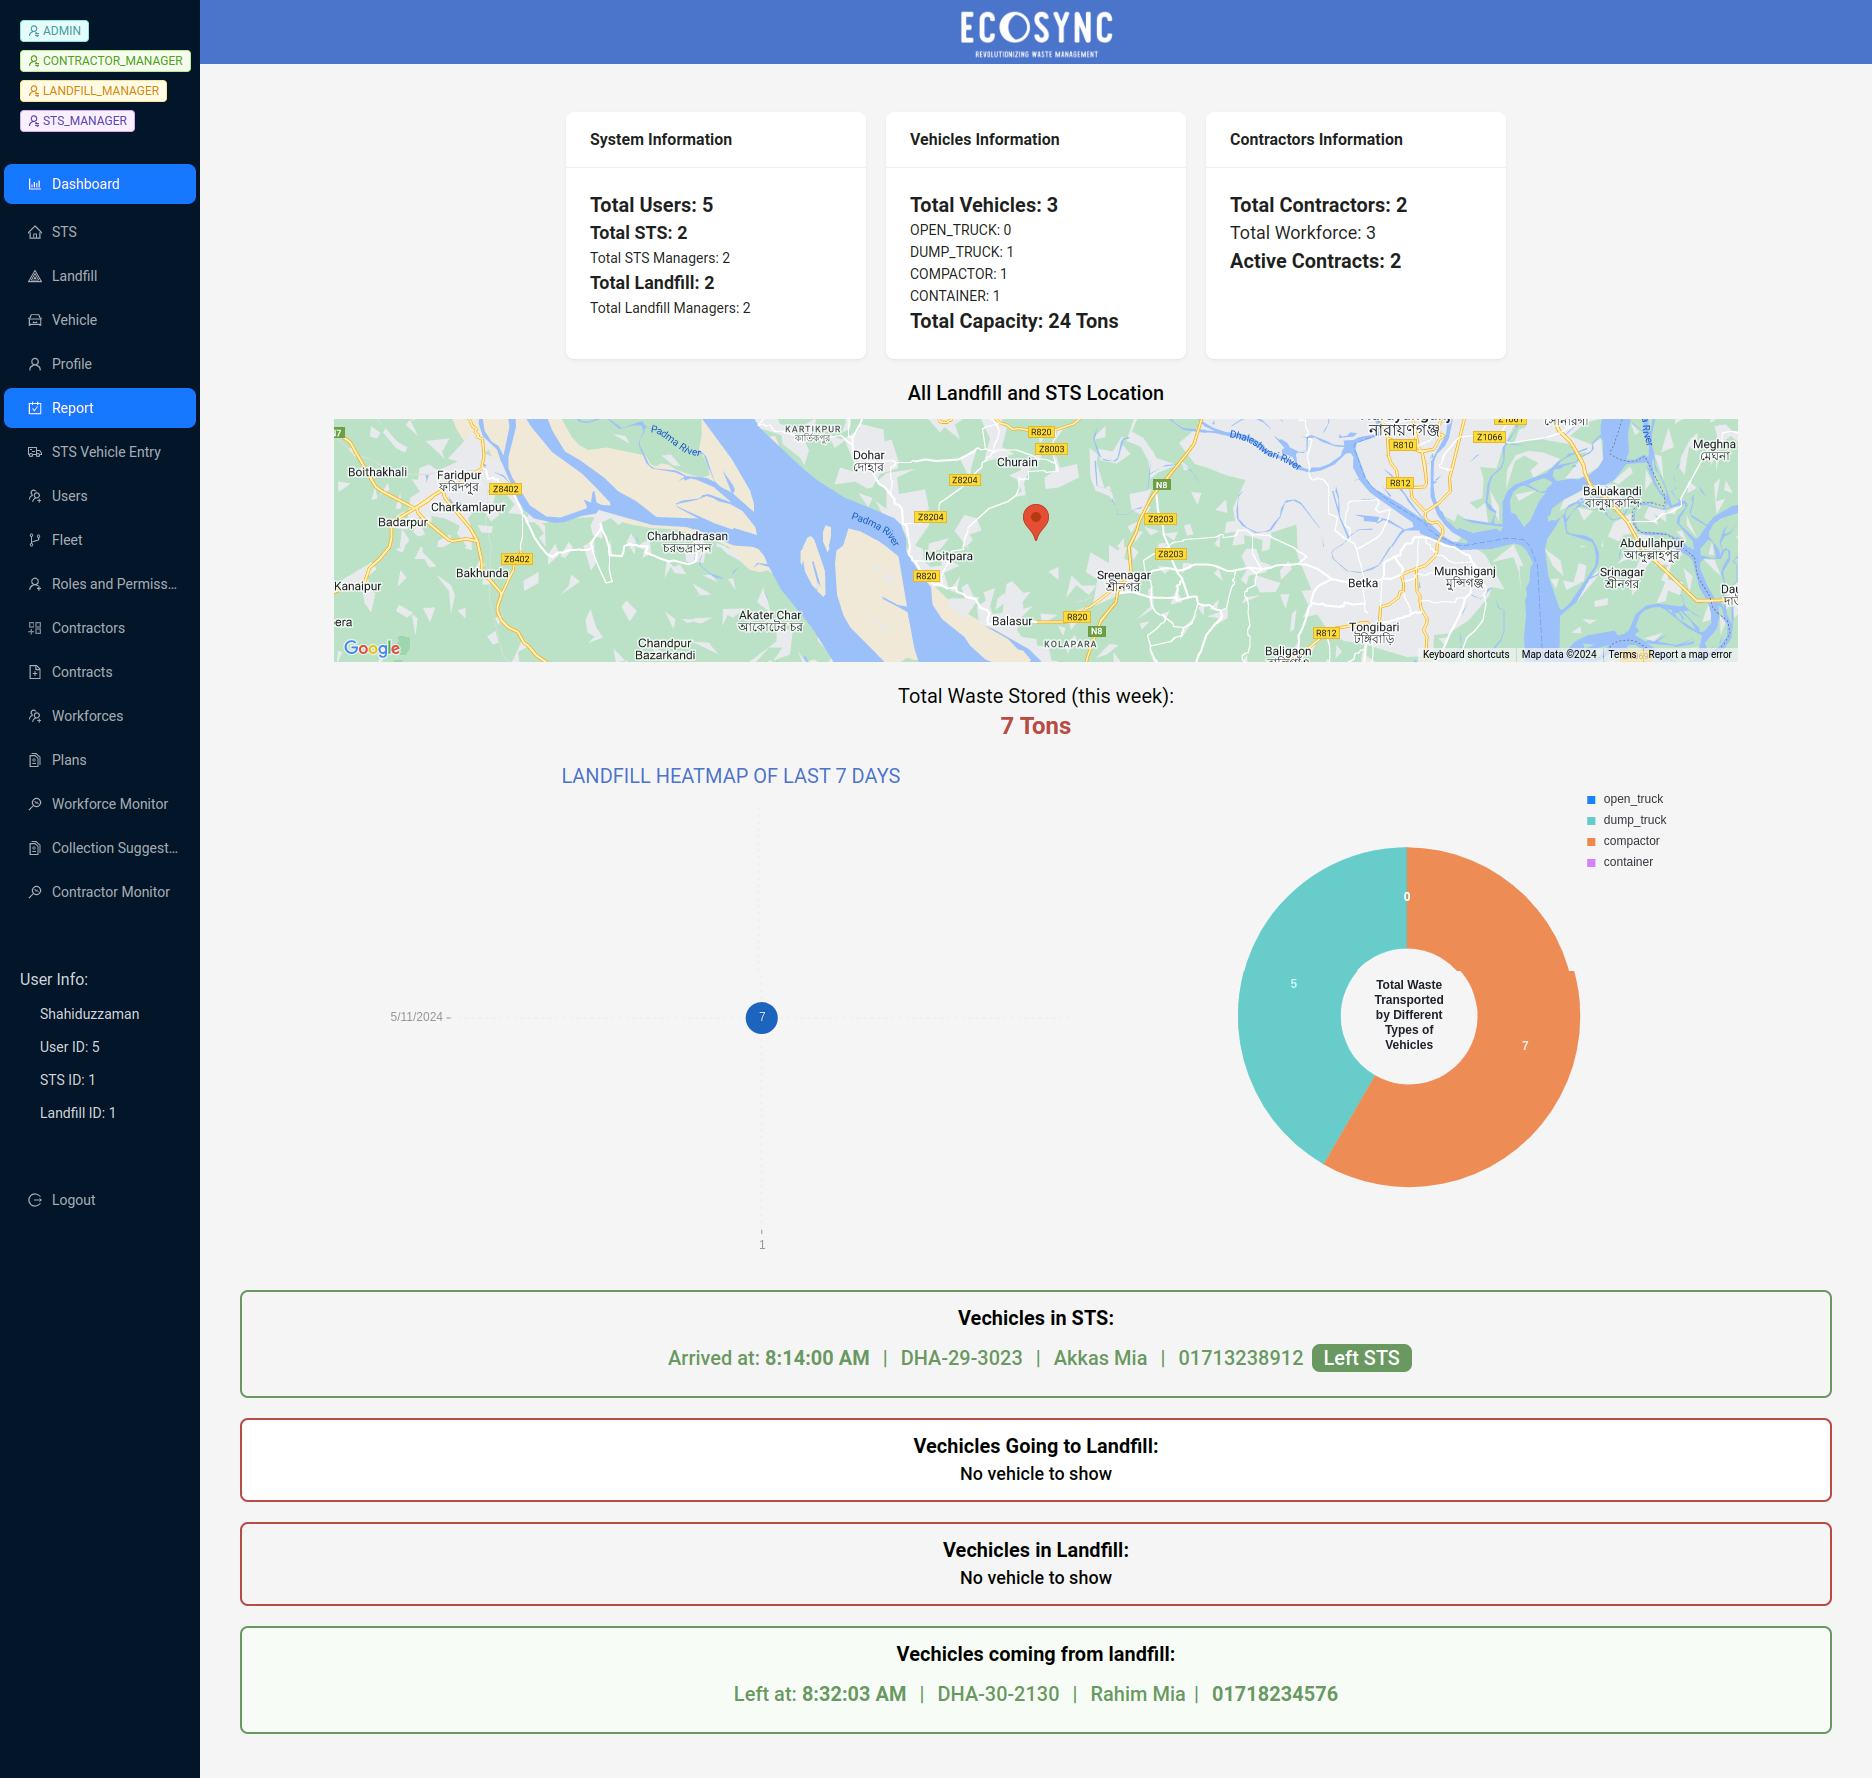 ADMIN
CONTRACTOR_MANAGER
LANDFILL_MANAGER
STS_MANAGER
Dashboard
STS
Landfill
Vehicle
Profile
Report
STS Vehicle Entry
Users
Fleet
Roles and Permiss...
Contractors
Contracts
Workforces
Plans
Workforce Monitor
Collection Suggest...
Contractor Monitor
User Info:
Shahiduzzaman
User ID: 5
STS ID: 1
Landfill ID: 1
Logout
ECOSYNC
REVOLUTIONIZING WASTE MANAGEMENT
System Information
Total Users: 5
Total STS: 2
Total STS Managers: 2
Total Landfill: 2
Total Landfill Managers: 2
Vehicles Information
Total Vehicles: 3
OPEN_TRUCK: 0
DUMP_TRUCK: 1
COMPACTOR: 1
CONTAINER: 1
Total Capacity: 24 Tons
Contractors Information
Total Contractors: 2
Total Workforce: 3
Active Contracts: 2
All Landfill and STS Location
Padma River
KARTIKPUR
কার্তিকপুর
R820
Z8003
Dohar
দোহার
Churain
Dhaleshwari River
নারায়ণগঞ্জ
R810
Z1066
Meghna
মেঘনা
Boithakhali
Faridpur
ফরিদপুর
Z8402
Z8204
N8
R812
Baluakandi
বালুয়াকান্দি
Charkamlapur
Badarpur
Padma River
Z8204
Z8203
Charbhadrasan
চরভদ্রাসন
Z8402
Moitpara
Z8203
Abdullahpur
আব্দুল্লাহপুর
Bakhunda
R820
Sreenagar
শ্রীনগর
Betka
Munshiganj
মুন্সিগঞ্জ
Srinagar
শ্রীনগর
Kanaipur
Akater Char
আকোটের চর
Balasur
R820
N8
R812
Tongibari
টঙ্গিবাড়ি
Chandpur
Bazarkandi
KOLAPARA
Baligaon
Google
Keyboard shortcuts
Map data ©2024
Terms
Report a map error
Total Waste Stored (this week):
7 Tons
LANDFILL HEATMAP OF LAST 7 DAYS
5/11/2024
7
1
open_truck
dump_truck
compactor
container
0
5
7
Total Waste
Transported
by Different
Types of
Vehicles
Vechicles in STS:
Arrived at: 8:14:00 AM | DHA-29-3023 | Akkas Mia | 01713238912 Left STS
Vechicles Going to Landfill:
No vehicle to show
Vechicles in Landfill:
No vehicle to show
Vechicles coming from landfill:
Left at: 8:32:03 AM | DHA-30-2130 | Rahim Mia | 01718234576